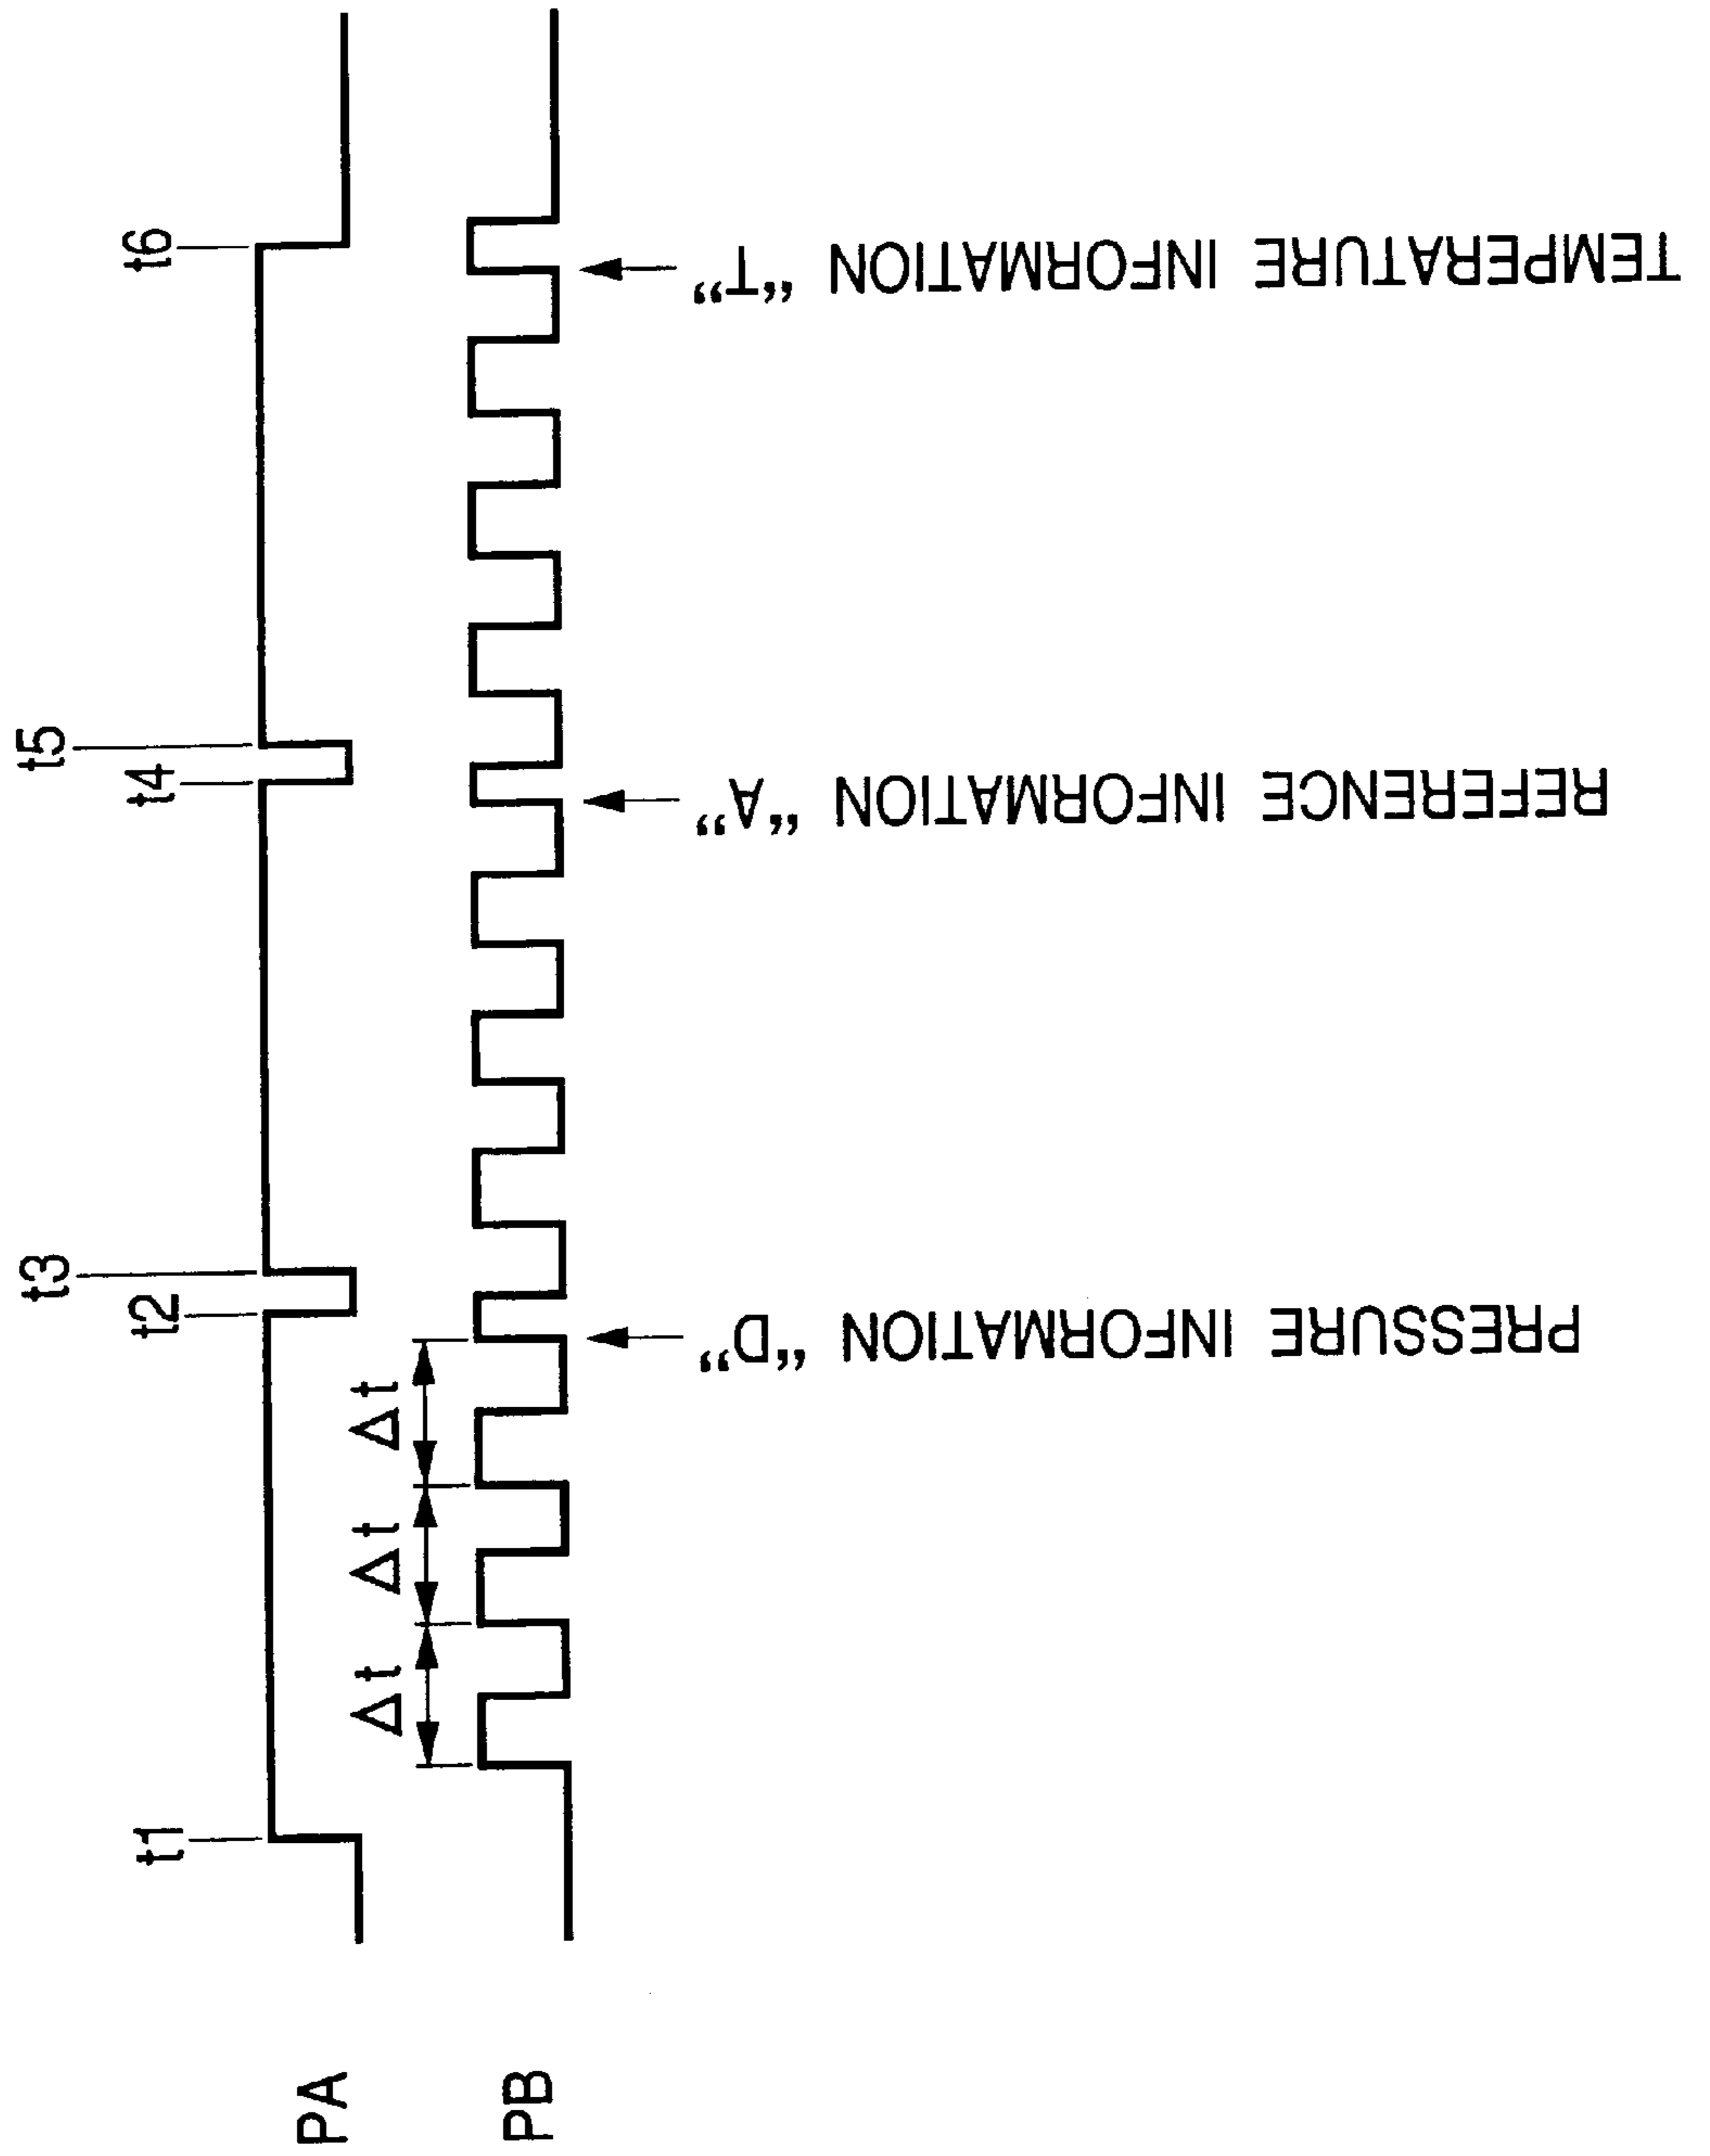 t3
t5
t1
t2
t4
t6
PA
Δt
Δt
Δt
PB
PRESSURE INFORMATION “D”
REFERENCE INFORMATION “A”
TEMPERATURE INFORMATION “T”